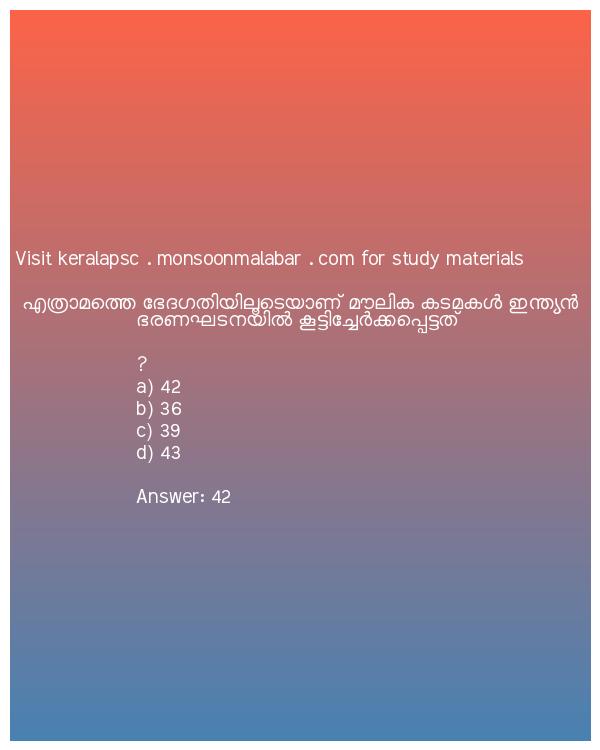 Visit keralapsc . monsoonmalabar . com for study materials
എത്രാമത്തെ ഭേദഗതിയിലൂടെയാണ് മൗലിക കടമകൾ ഇന്ത്യൻ
ഭരണഘടനയിൽ കൂട്ടിച്ചേർക്കപ്പെട്ടത്
?
a) 42
b) 36
c) 39
d) 43
Answer: 42